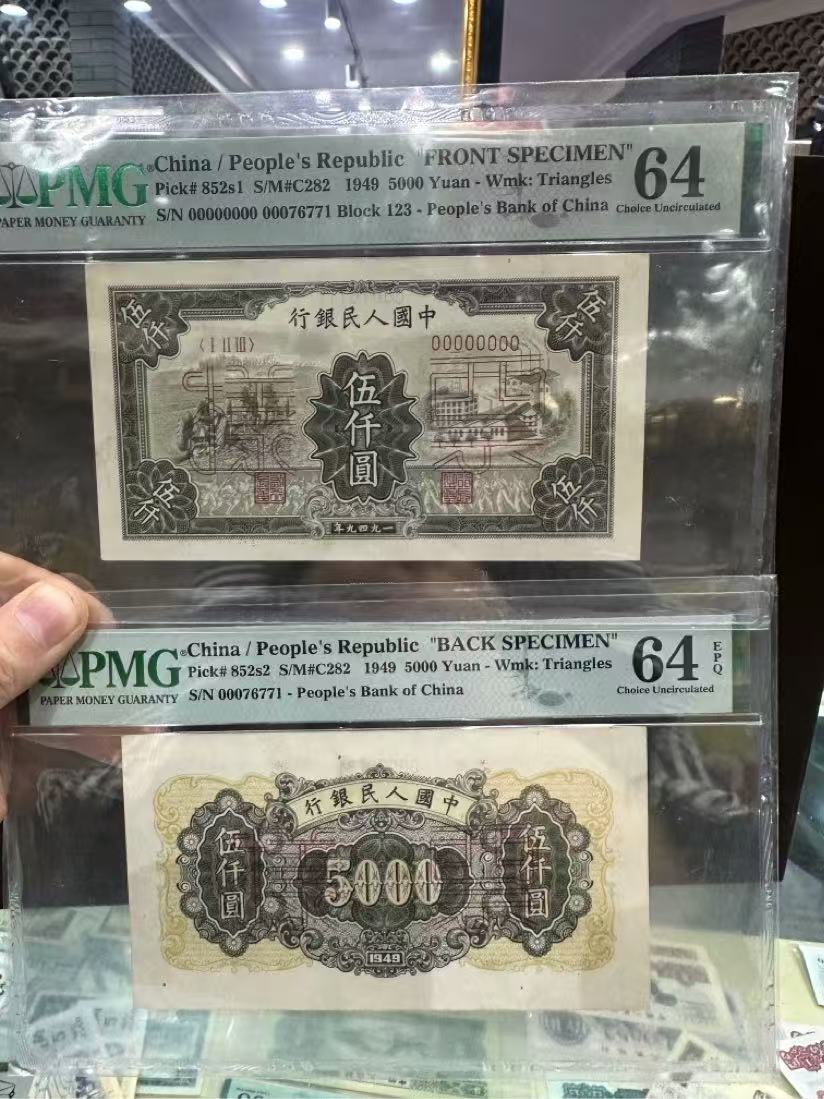 PMG
PAPER MONEY GUARANTY
China / People's Republic "FRONT SPECIMEN"
Pick# 852s1 S/M#C282 1949 5000 Yuan - Wmk: Triangles
S/N 00000000 00076771 Block 123 - People's Bank of China
64
Choice Uncirculated
行銀民人國中
伍仟
伍仟
〈I II III〉
00000000
伍仟圓
伍仟
伍仟
年九四九一
PMG
PAPER MONEY GUARANTY
China / People's Republic "BACK SPECIMEN"
Pick# 852s2 S/M#C282 1949 5000 Yuan - Wmk: Triangles
S/N 00076771 - People's Bank of China
64
EPQ
Choice Uncirculated
行銀民人國中
伍仟圓
5000
伍仟圓
1949